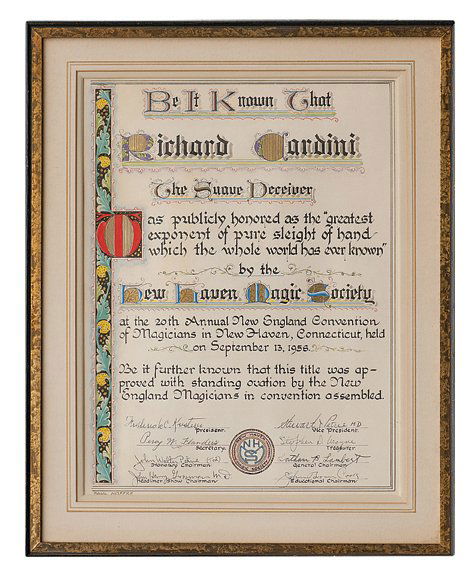 Be It Known That
Richard Cardini
The Suave Deceiver
Was publicly honored as the "greatest
exponent of pure sleight of hand
which the whole world has ever known"
by the
New Haven Magic Society
at the 20th Annual New England Convention
of Magicians in New Haven, Connecticut, held
on September 13, 1958.
Be it further known that this title was ap-
proved with standing ovation by the New
England Magicians in convention assembled.
President.
Vice President.
Secretary.
Treasurer
Honorary Chairman
General Chairman
Chairman
Educational Chairman